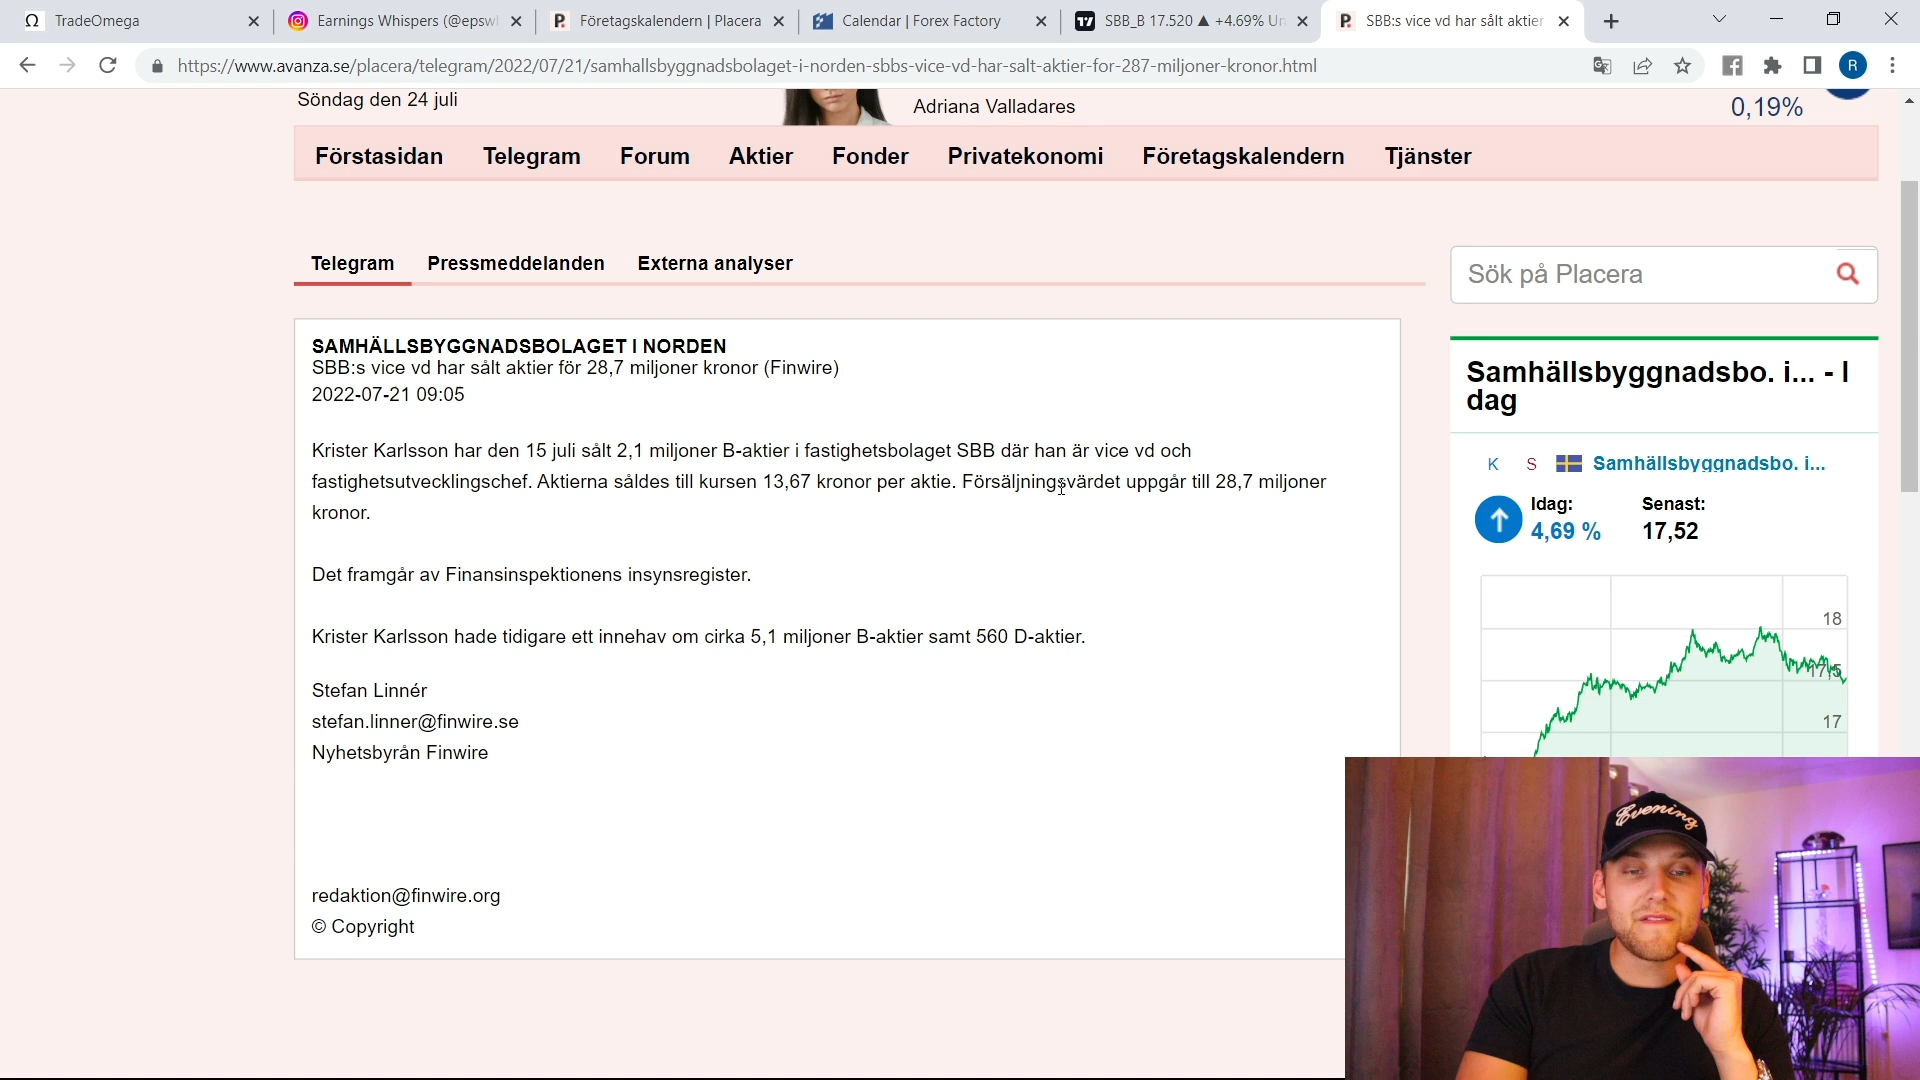 TradeOmega
Earnings Whispers (@epswl
Företagskalendern | Placera
Calendar | Forex Factory
SBB_B 17.520 ▲ +4.69% Un
SBB:s vice vd har sålt aktier
https://www.avanza.se/placera/telegram/2022/07/21/samhallsbyggnadsbolaget-i-norden-sbbs-vice-vd-har-salt-aktier-for-287-miljoner-kronor.html
R
Söndag den 24 juli
Adriana Valladares
0,19%
Förstasidan Telegram Forum Aktier Fonder Privatekonomi Företagskalendern Tjänster
Telegram Pressmeddelanden Externa analyser
Sök på Placera
SAMHÄLLSBYGGNADSBOLAGET I NORDEN
SBB:s vice vd har sålt aktier för 28,7 miljoner kronor (Finwire)
2022-07-21 09:05
Krister Karlsson har den 15 juli sålt 2,1 miljoner B-aktier i fastighetsbolaget SBB där han är vice vd och
fastighetsutvecklingschef. Aktierna såldes till kursen 13,67 kronor per aktie. Försäljningsvärdet uppgår till 28,7 miljoner
kronor.
Det framgår av Finansinspektionens insynsregister.
Krister Karlsson hade tidigare ett innehav om cirka 5,1 miljoner B-aktier samt 560 D-aktier.
Stefan Linnér
stefan.linner@finwire.se
Nyhetsbyrån Finwire
redaktion@finwire.org
© Copyright
Samhällsbyggnadsbo. i... - I
dag
K S Samhällsbyggnadsbo. i...
Idag: Senast:
4,69 % 17,52
18
17,5
17
Evening